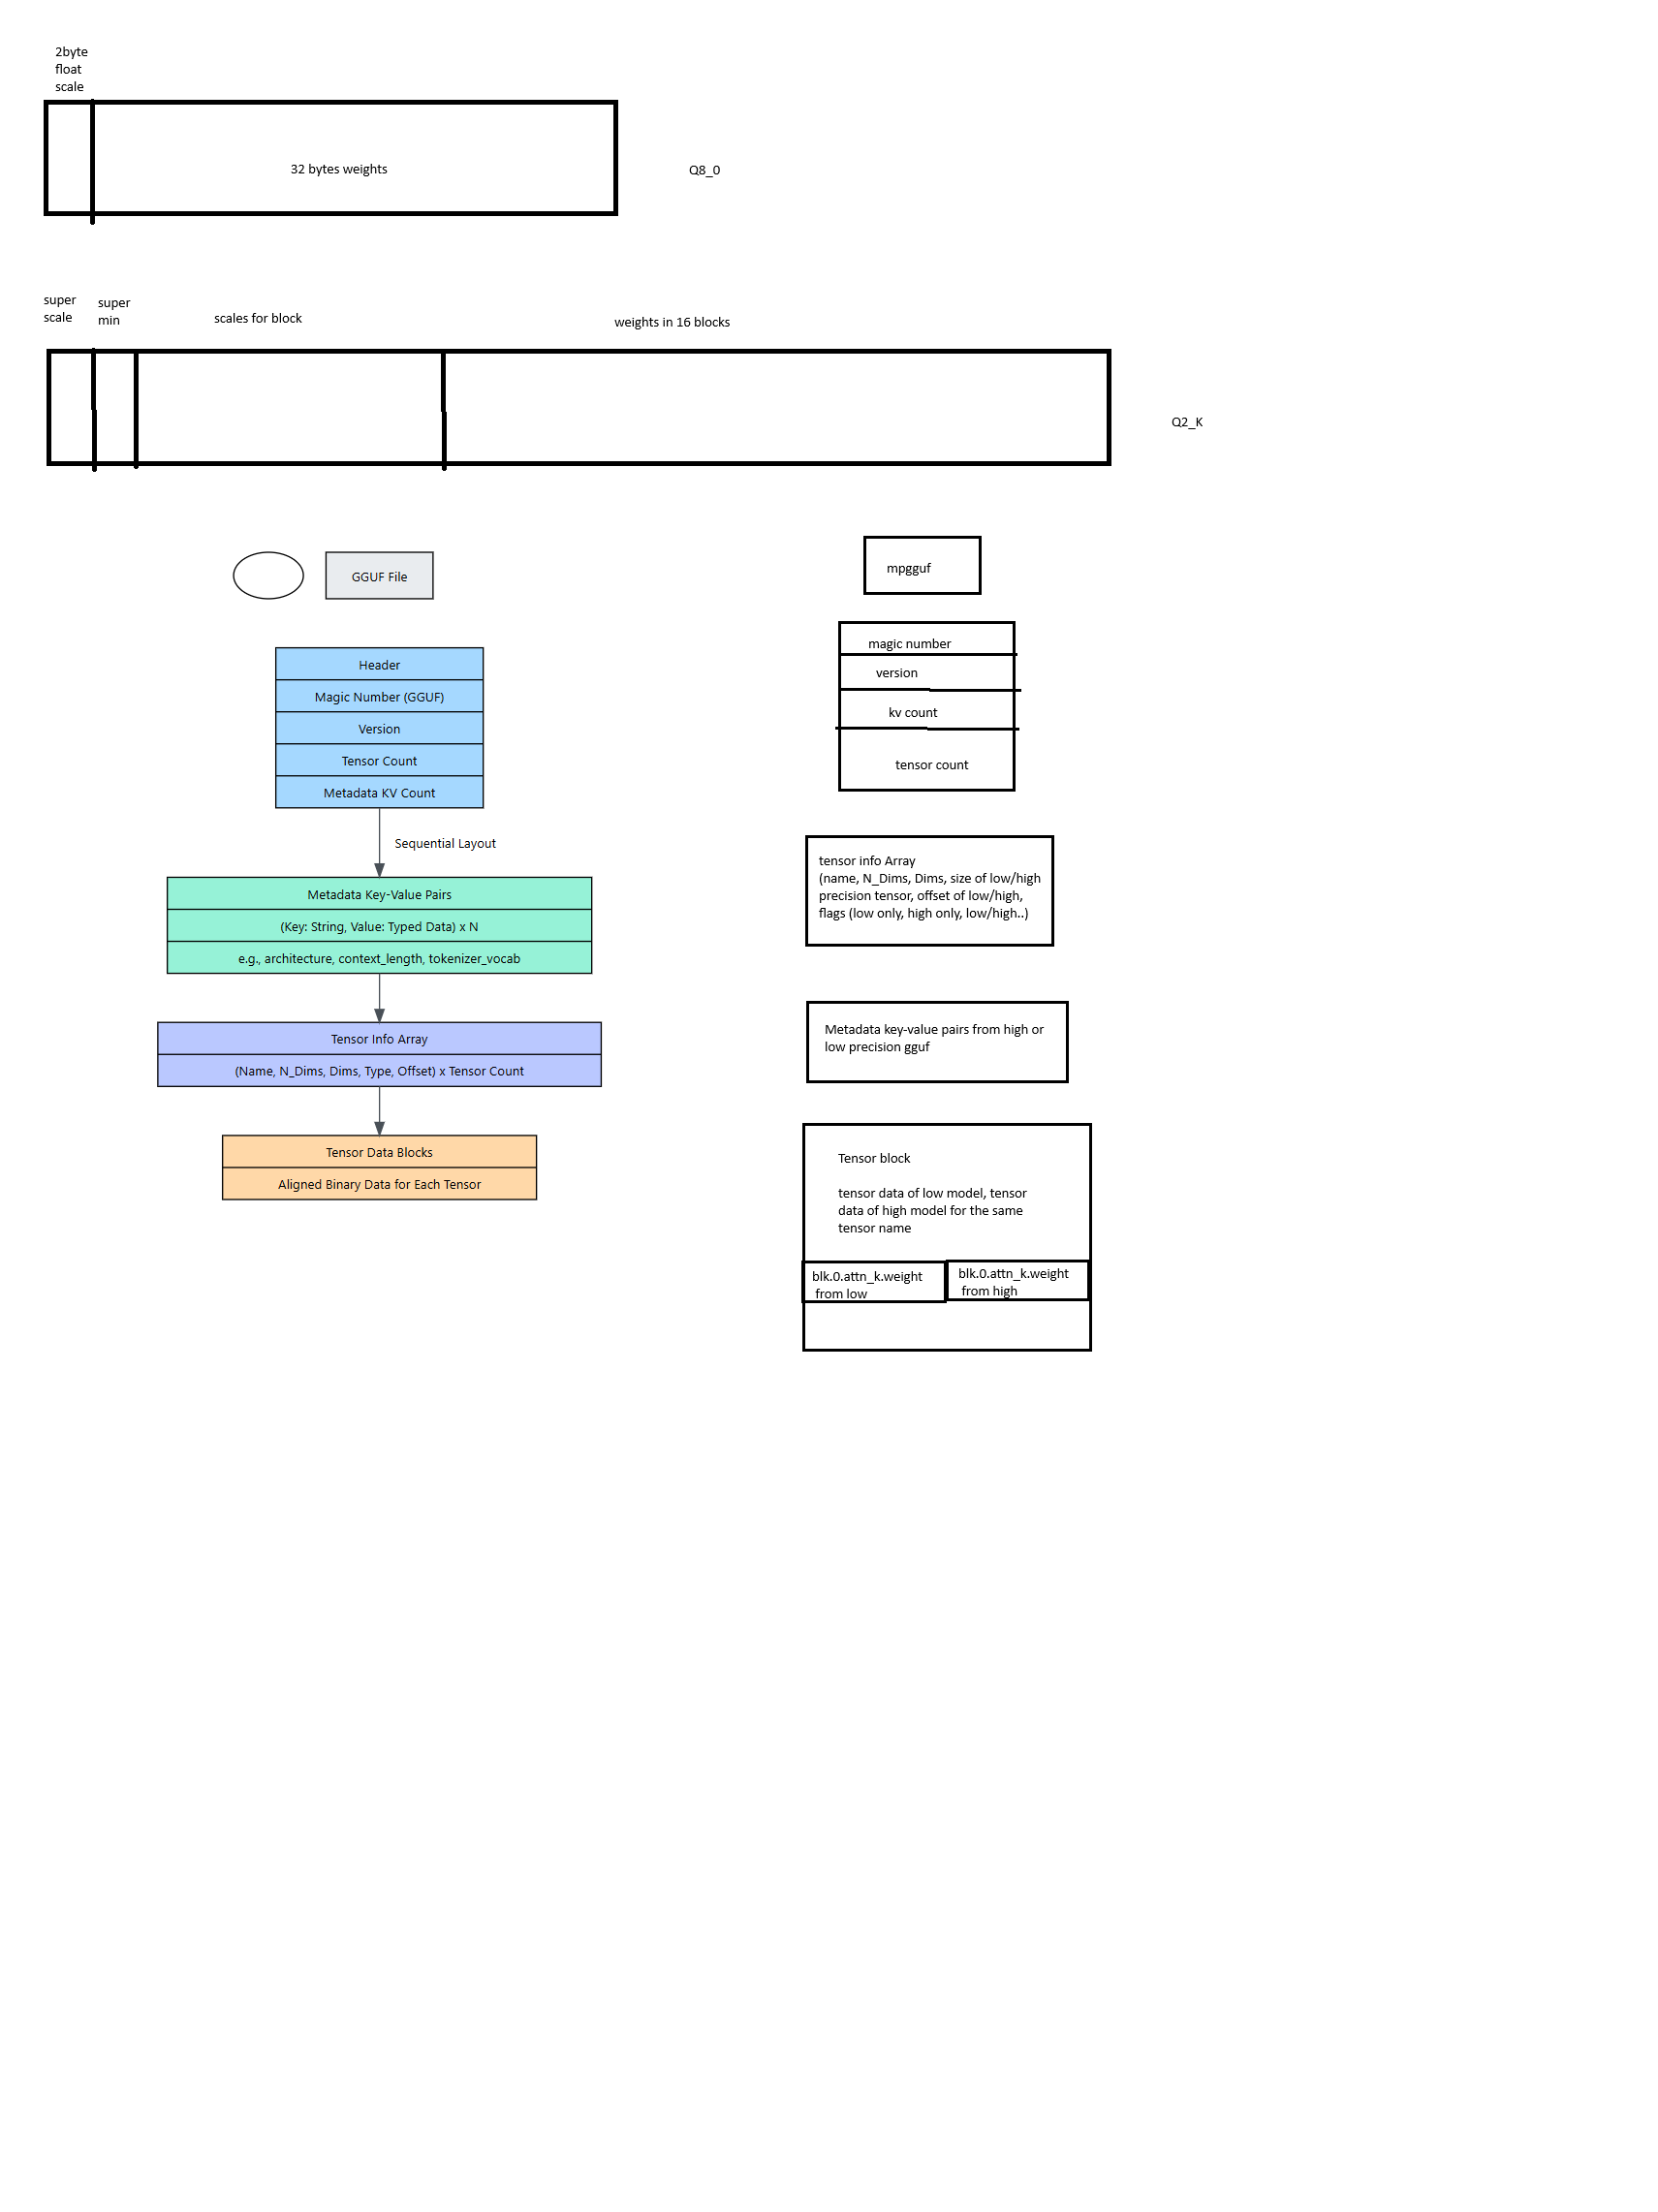 2byte
float
scale
32 bytes weights
Q8_0
super
scale
super
min
scales for block
weights in 16 blocks
Q2_K
GGUF File
Header
Magic Number (GGUF)
Version
Tensor Count
Metadata KV Count
Sequential Layout
Metadata Key-Value Pairs
(Key: String, Value: Typed Data) x N
e.g., architecture, context_length, tokenizer_vocab
Tensor Info Array
(Name, N_Dims, Dims, Type, Offset) x Tensor Count
Tensor Data Blocks
Aligned Binary Data for Each Tensor
mpgguf
magic number
version
kv count
tensor count
tensor info Array
(name, N_Dims, Dims, size of low/high
precision tensor, offset of low/high,
flags (low only, high only, low/high..)
Metadata key-value pairs from high or
low precision gguf
Tensor block
tensor data of low model, tensor
data of high model for the same
tensor name
blk.0.attn_k.weight
from low
blk.0.attn_k.weight
from high